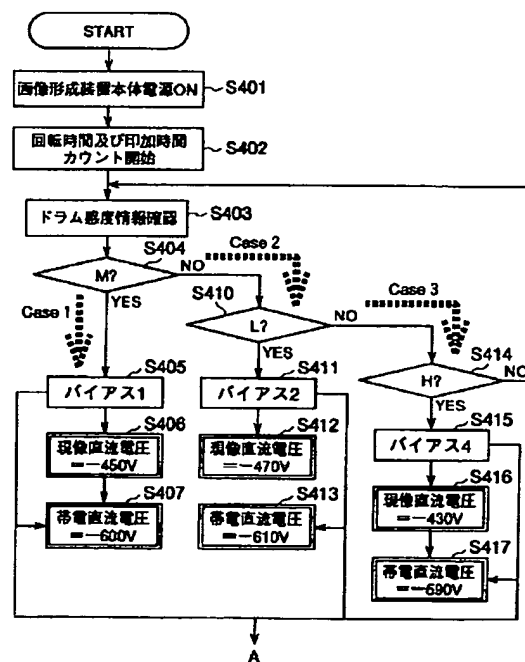 START
画像形成装置本体電源ON
S401
回転時間及び印加時間
カウント開始
S402
ドラム感度情報確認
S403
S404
M?
NO
YES
Case 1
Case 2
S410
L?
NO
YES
Case 3
S414
H?
NO
YES
S405
バイアス1
S411
バイアス2
S415
バイアス4
S406
現像直流電圧
=-450V
S412
現像直流電圧
=-470V
S416
現像直流電圧
=-430V
S407
帯電直流電圧
=-600V
S413
帯電直流電圧
=-610V
S417
帯電直流電圧
=-590V
A